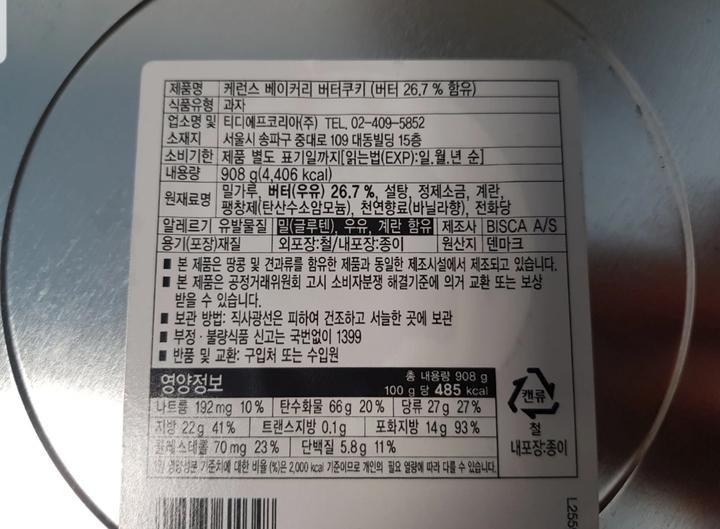 제품명 케런스 베이커리 버터쿠키 (버터 26.7 % 함유)
식품유형 과자
업소명 및 소재지 티디에프코리아(주) TEL. 02-409-5852
서울시 송파구 중대로 109 대동빌딩 15층
소비기한 제품 별도 표기일까지[읽는법(EXP):일.월.년 순]
내용량 908 g(4,406 kcal)
원재료명 밀가루, 버터(우유) 26.7 %, 설탕, 정제소금, 계란,
팽창제(탄산수소암모늄), 천연향료(바닐라향), 전화당
알레르기 유발물질 밀(글루텐), 우유, 계란 함유 제조사 BISCA A/S
용기(포장)재질 외포장:철/내포장:종이 원산지 덴마크
■ 본 제품은 땅콩 및 견과류를 함유한 제품과 동일한 제조시설에서 제조되고 있습니다.
■ 본 제품은 공정거래위원회 고시 소비자분쟁 해결기준에 의거 교환 또는 보상
받을 수 있습니다.
■ 보관 방법: 직사광선은 피하여 건조하고 서늘한 곳에 보관
■ 부정·불량식품 신고는 국번없이 1399
■ 반품 및 교환: 구입처 또는 수입원
영양정보 총 내용량 908 g
100 g 당 485 kcal
나트륨 192 mg 10 % 탄수화물 66 g 20 % 당류 27 g 27 %
지방 22 g 41 % 트랜스지방 0.1 g 포화지방 14 g 93 %
콜레스테롤 70 mg 23 % 단백질 5.8 g 11 %
1일 영양성분 기준치에 대한 비율(%)은 2,000 kcal 기준이므로 개인의 필요 열량에 따라 다를 수 있습니다.
캔류
철
내포장:종이
L255